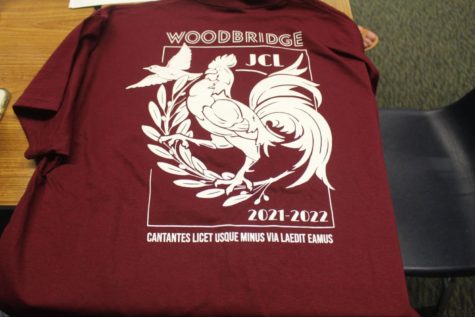 WOODBRIDGE
JCL
2021-2022
CANTANTES LICET USQUE MINUS VIA LAEDIT EAMUS